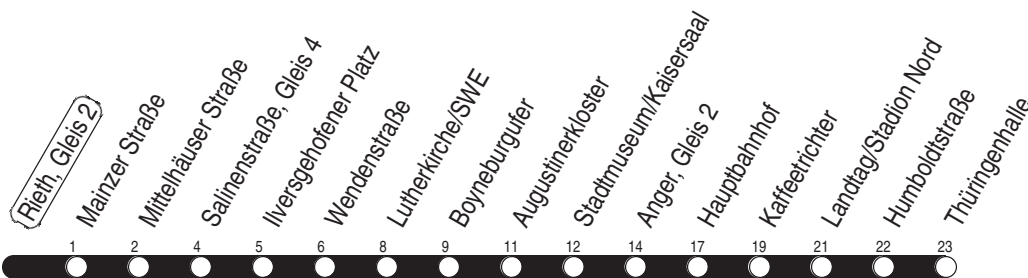 Rieth, Gleis 2
Mainzer Straße
Mittelhäuser Straße
Salinenstraße, Gleis 4
Ilversgehofener Platz
Wendenstraße
Lutherkirche/SWE
Boyneburgufer
Augustinerkloster
Stadtmuseum/Kaisersaal
Anger, Gleis 2
Hauptbahnhof
Kaffeetrichter
Landtag/Stadion Nord
Humboldtstraße
Thüringenhalle
1 2 4 5 6 8 9 11 12 14 17 19 21 22 23